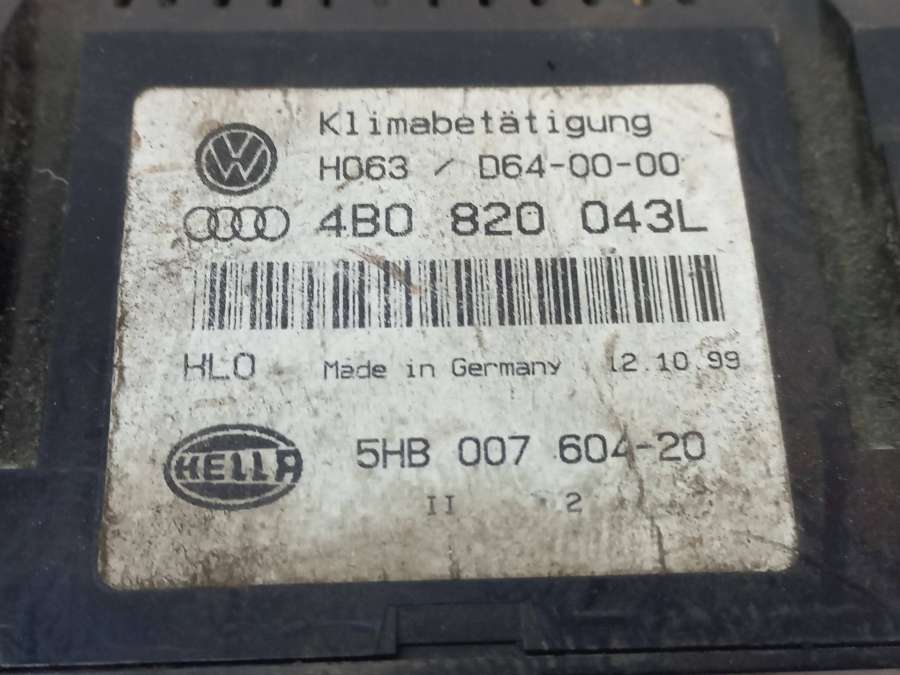 Klimabetätigung
H063 / D64-00-00
4B0 820 043L
HLO Made in Germany 12.10.99
HELLA
5HB 007 604-20
II 2